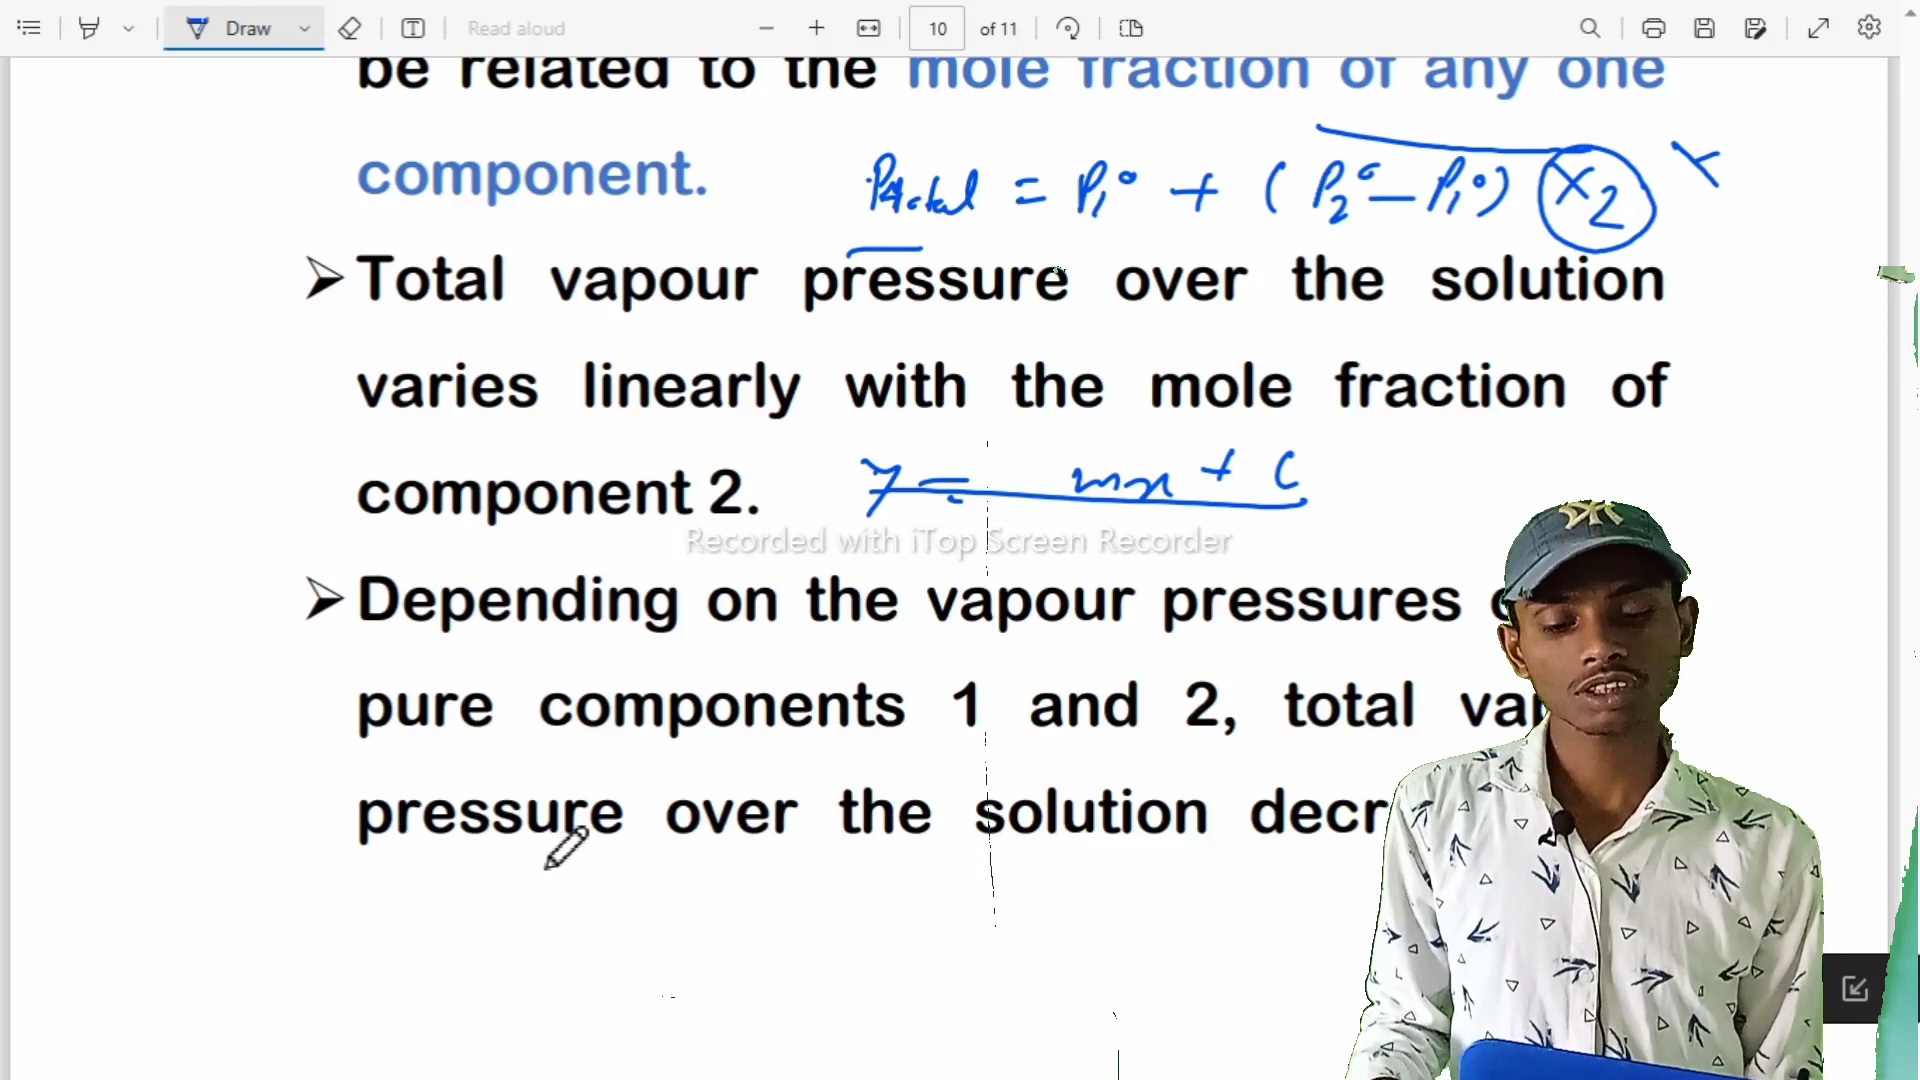 Draw
Read aloud
10 of 11
be related to the mole fraction of any one
component.
Ptotal = P₁° + (P₂° − P₁°) x₂
Total vapour pressure over the solution
varies linearly with the mole fraction of
component 2.
y = mx + c
Recorded with iTop Screen Recorder
Depending on the vapour pressures
pure components 1 and 2, total
pressure over the solution